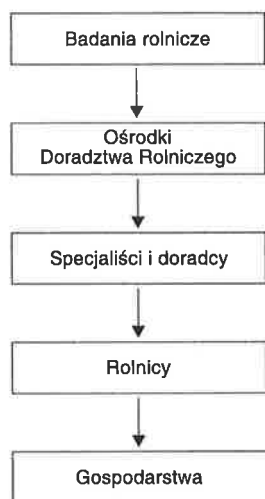 Badania rolnicze
Ośrodki
Doradztwa Rolniczego
Specjaliści i doradcy
Rolnicy
Gospodarstwa